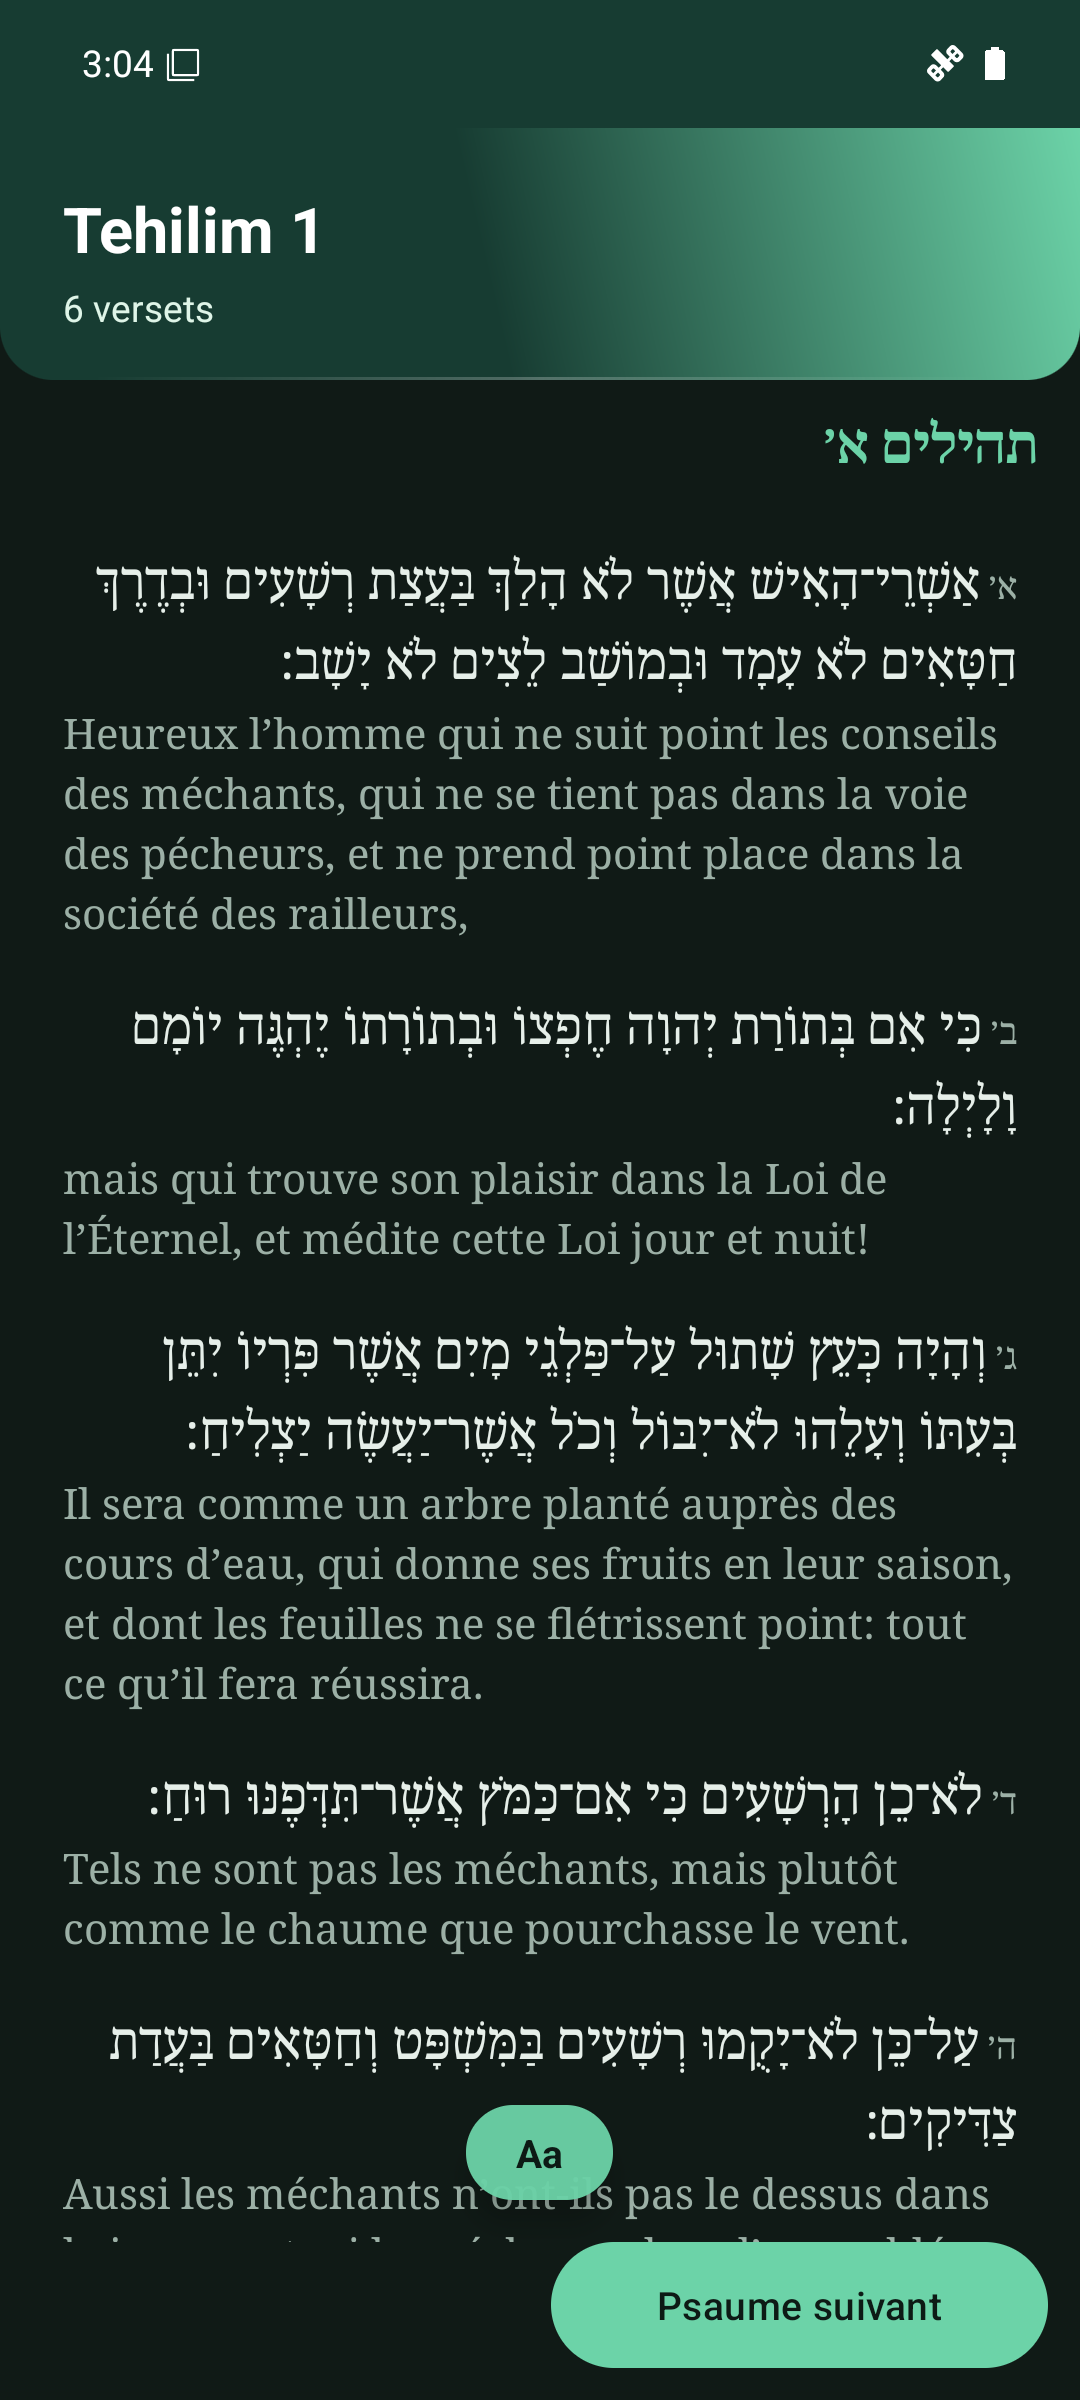 3:04
Tehilim 1
6 versets
תהילים א’
א’ אַשְׁרֵי־הָאִישׁ אֲשֶׁר לֹא הָלַךְ בַּעֲצַת רְשָׁעִים וּבְדֶרֶךְ
חַטָּאִים לֹא עָמָד וּבְמוֹשַׁב לֵצִים לֹא יָשָׁב׃
Heureux l’homme qui ne suit point les conseils
des méchants, qui ne se tient pas dans la voie
des pécheurs, et ne prend point place dans la
société des railleurs,
ב’ כִּי אִם בְּתוֹרַת יְהוָה חֶפְצוֹ וּבְתוֹרָתוֹ יֶהְגֶּה יוֹמָם
וָלָיְלָה׃
mais qui trouve son plaisir dans la Loi de
l’Éternel, et médite cette Loi jour et nuit!
ג’ וְהָיָה כְּעֵץ שָׁתוּל עַל־פַּלְגֵי מָיִם אֲשֶׁר פִּרְיוֹ יִתֵּן
בְּעִתּוֹ וְעָלֵהוּ לֹא־יִבּוֹל וְכֹל אֲשֶׁר־יַעֲשֶׂה יַצְלִיחַ׃
Il sera comme un arbre planté auprès des
cours d’eau, qui donne ses fruits en leur saison,
et dont les feuilles ne se flétrissent point: tout
ce qu’il fera réussira.
ד’ לֹא־כֵן הָרְשָׁעִים כִּי אִם־כַּמֹּץ אֲשֶׁר־תִּדְּפֶנּוּ רוּחַ׃
Tels ne sont pas les méchants, mais plutôt
comme le chaume que pourchasse le vent.
ה’ עַל־כֵּן לֹא־יָקֻמוּ רְשָׁעִים בַּמִּשְׁפָּט וְחַטָּאִים בַּעֲדַת
צַדִּיקִים׃
Aa
Aussi les méchants n’ont-ils pas le dessus dans
Psaume suivant